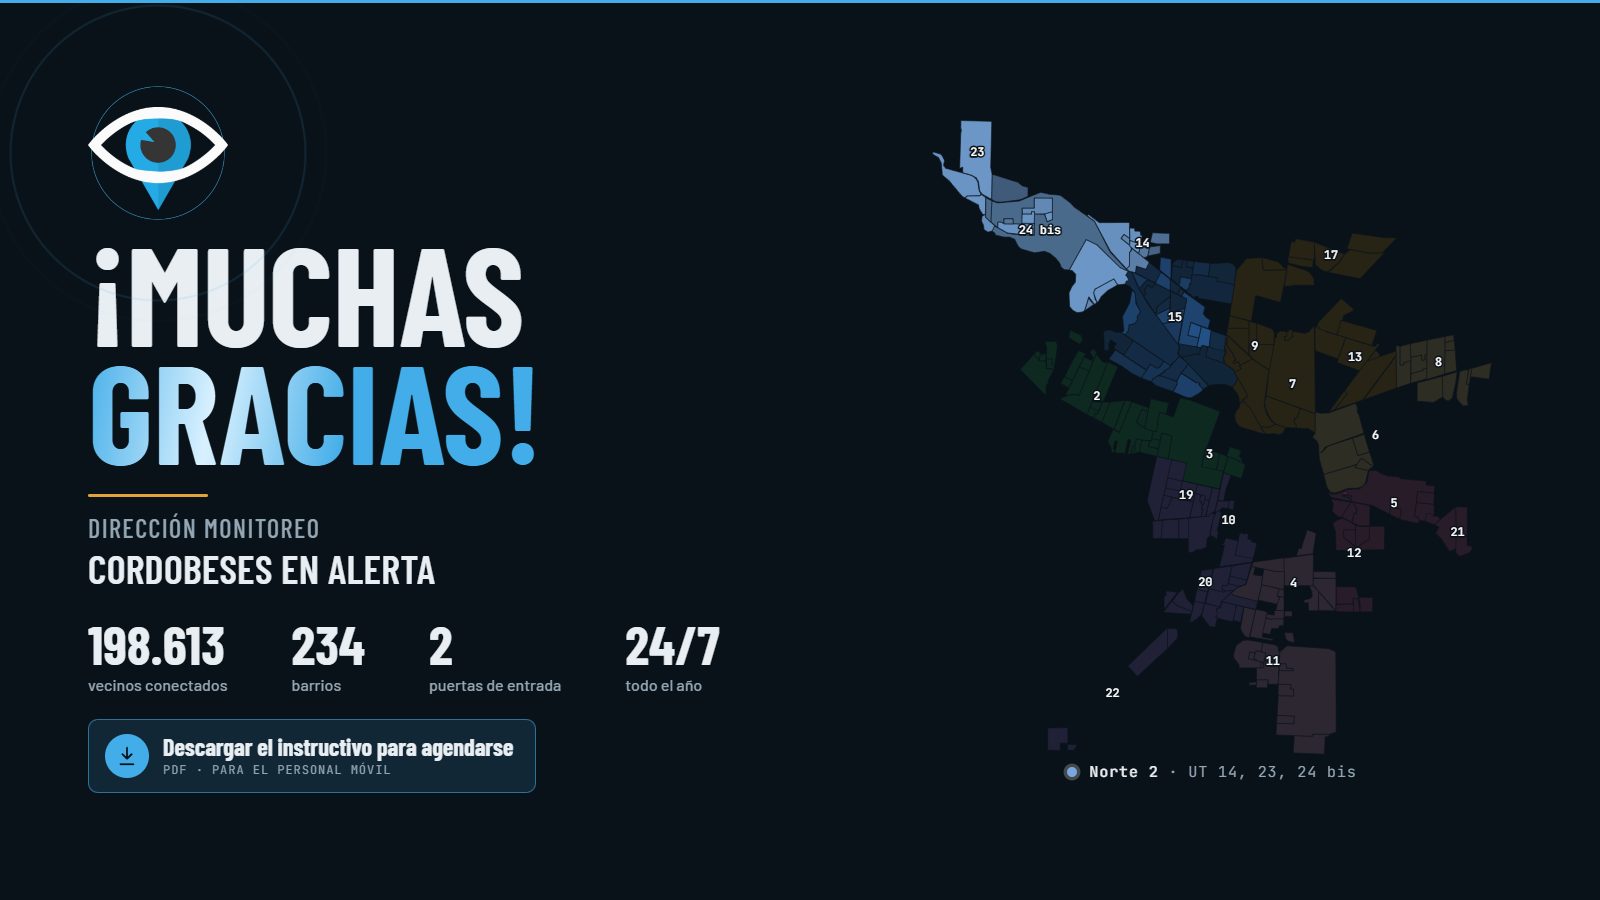 ¡MUCHAS
GRACIAS!
DIRECCIÓN MONITOREO
CORDOBESES EN ALERTA
198.613
vecinos conectados
234
barrios
2
puertas de entrada
24/7
todo el año
Descargar el instructivo para agendarse
PDF · PARA EL PERSONAL MÓVIL
23
24 bis
14
17
15
9
13
8
7
2
6
3
19
5
10
21
12
20
4
11
22
Norte 2 · UT 14, 23, 24 bis